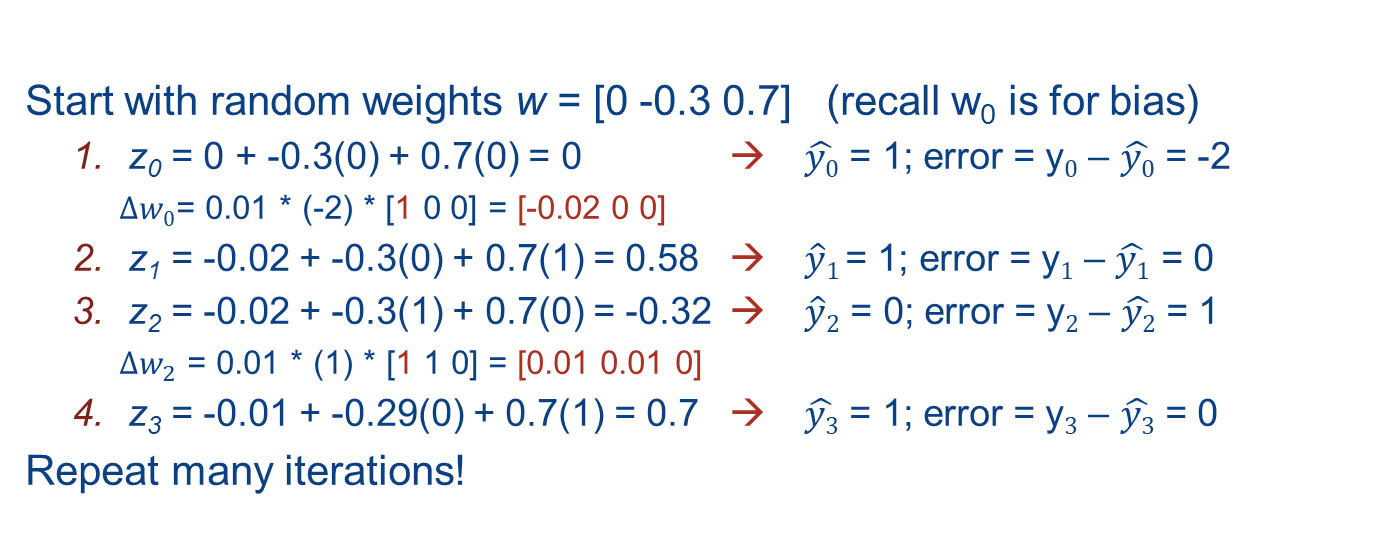 Start with random weights w = [0 -0.3 0.7] (recall w₀ is for bias)
1. z₀ = 0 + -0.3(0) + 0.7(0) = 0 → ŷ₀ = 1; error = y₀ – ŷ₀ = -2
Δw₀= 0.01 * (-2) * [1 0 0] = [-0.02 0 0]
2. z₁ = -0.02 + -0.3(0) + 0.7(1) = 0.58 → ŷ₁ = 1; error = y₁ – ŷ₁ = 0
3. z₂ = -0.02 + -0.3(1) + 0.7(0) = -0.32 → ŷ₂ = 0; error = y₂ – ŷ₂ = 1
Δw₂ = 0.01 * (1) * [1 1 0] = [0.01 0.01 0]
4. z₃ = -0.01 + -0.29(0) + 0.7(1) = 0.7 → ŷ₃ = 1; error = y₃ – ŷ₃ = 0
Repeat many iterations!